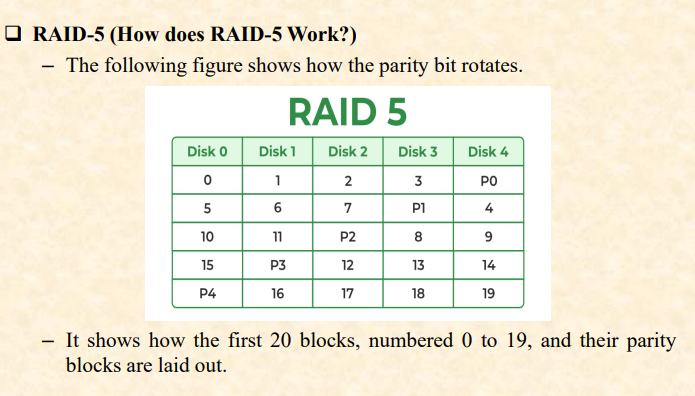 ❑ RAID-5 (How does RAID-5 Work?)
– The following figure shows how the parity bit rotates.
RAID 5
Disk 0 Disk 1 Disk 2 Disk 3 Disk 4
0 1 2 3 P0
5 6 7 P1 4
10 11 P2 8 9
15 P3 12 13 14
P4 16 17 18 19
– It shows how the first 20 blocks, numbered 0 to 19, and their parity
blocks are laid out.